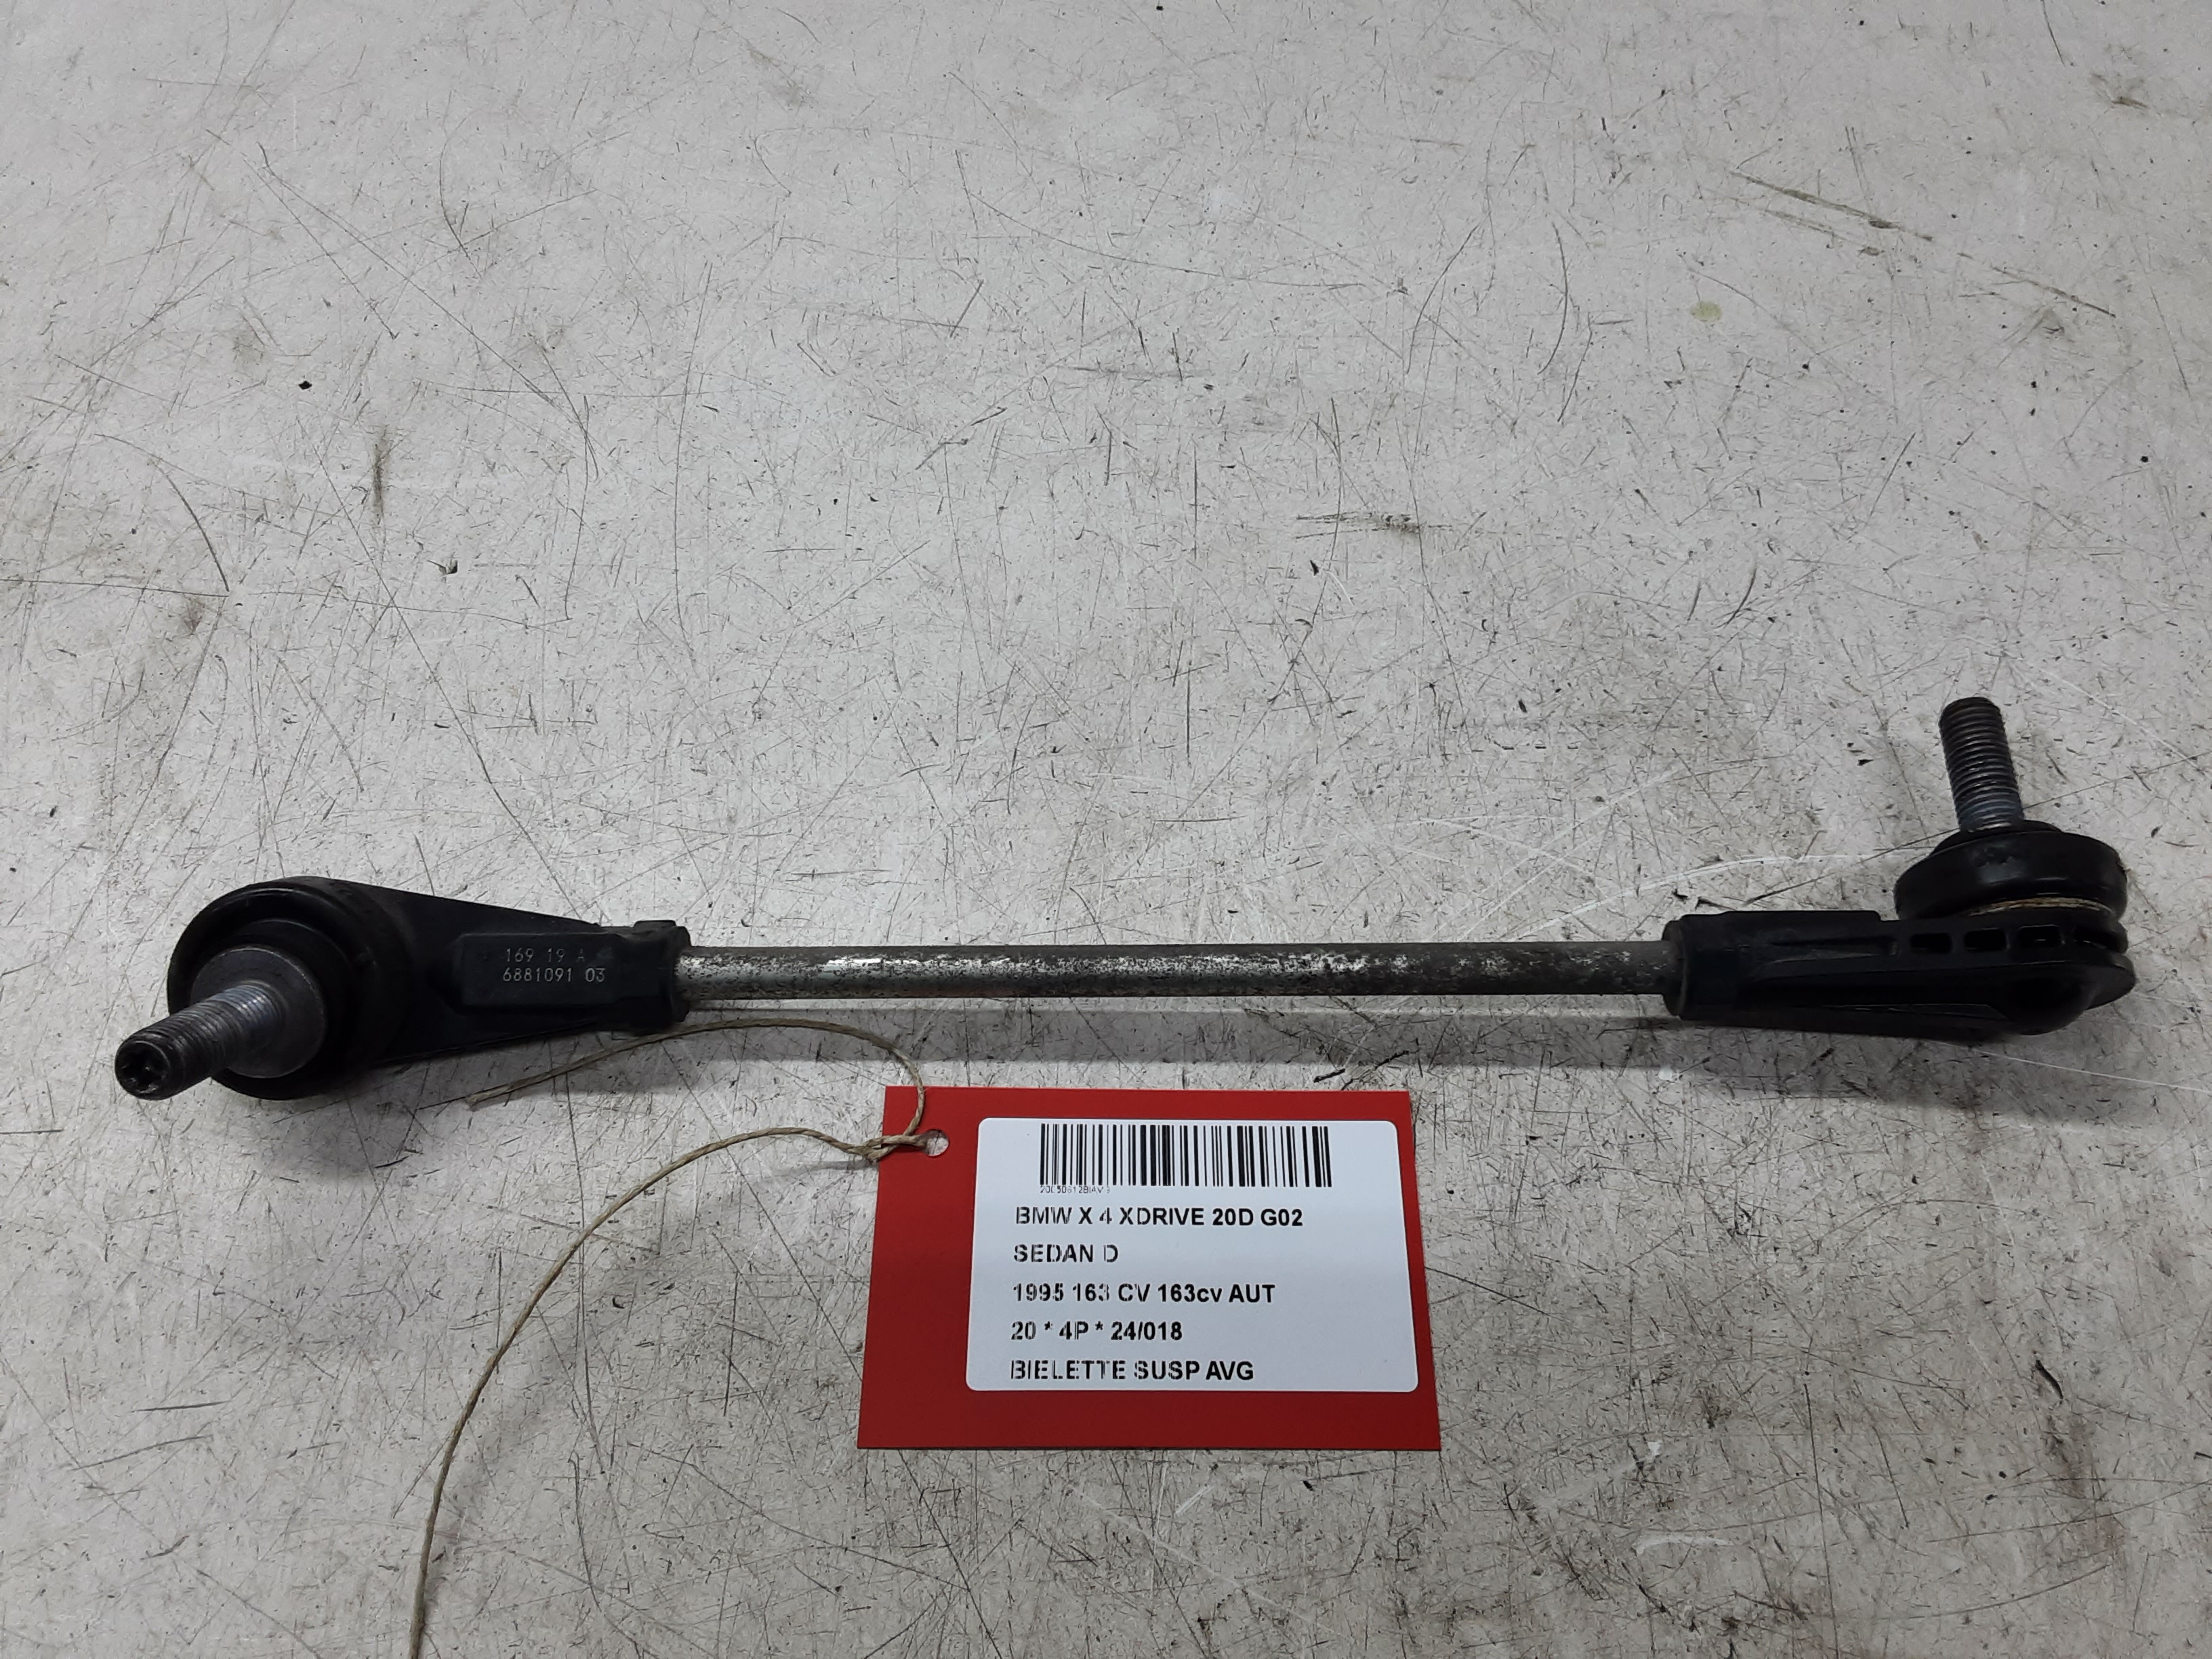 169 19 A
6881091 03
BMW X 4 XDRIVE 20D G02
SEDAN D
1995 163 CV 163cv AUT
20 * 4P * 24/018
BIELETTE SUSP AVG